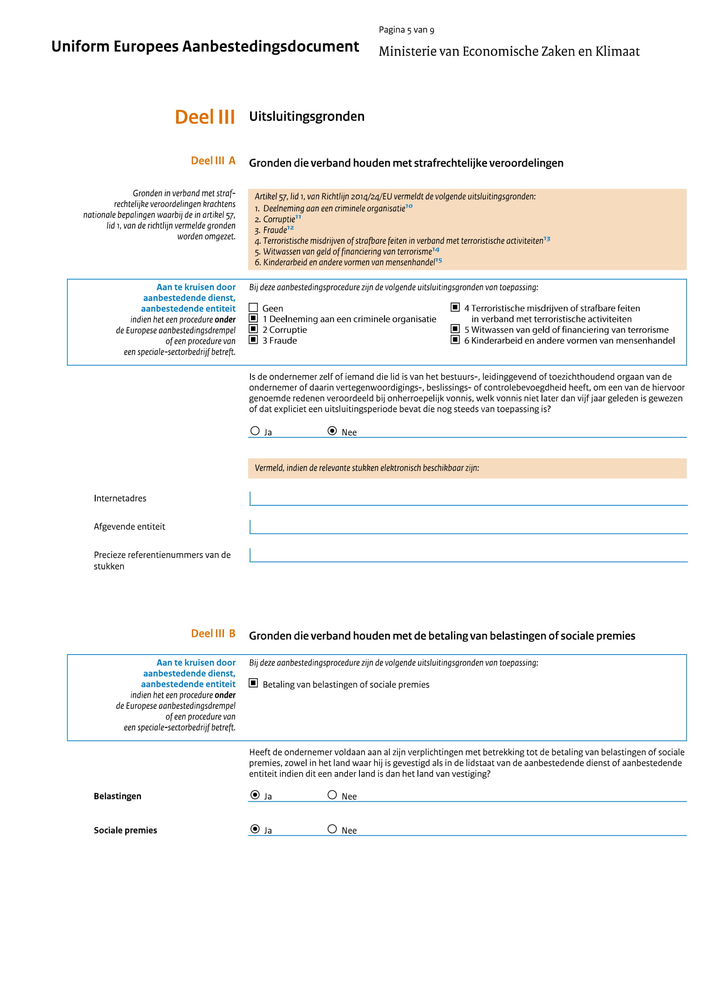 Pagina 5 van 9
Uniform Europees Aanbestedingsdocument
Ministerie van Economische Zaken en Klimaat
Deel III
Uitsluitingsgronden
Deel III A
Gronden die verband houden met strafrechtelijke veroordelingen
Gronden in verband met straf-
rechtelijke veroordelingen krachtens
nationale bepalingen waarbij de in artikel 57,
lid 1, van de richtlijn vermelde gronden
worden omgezet.
Artikel 57, lid 1, van Richtlijn 2014/24/EU vermeldt de volgende uitsluitingsgronden:
1. Deelneming aan een criminele organisatie10
2. Corruptie11
3. Fraude12
4. Terroristische misdrijven of strafbare feiten in verband met terroristische activiteiten13
5. Witwassen van geld of financiering van terrorisme14
6. Kinderarbeid en andere vormen van mensenhandel15
Aan te kruisen door
aanbestedende dienst,
aanbestedende entiteit
indien het een procedure onder
de Europese aanbestedingsdrempel
of een procedure van
een speciale-sectorbedrijf betreft.
Bij deze aanbestedingsprocedure zijn de volgende uitsluitingsgronden van toepassing:
Geen
1 Deelneming aan een criminele organisatie
2 Corruptie
3 Fraude
4 Terroristische misdrijven of strafbare feiten
in verband met terroristische activiteiten
5 Witwassen van geld of financiering van terrorisme
6 Kinderarbeid en andere vormen van mensenhandel
Is de ondernemer zelf of iemand die lid is van het bestuurs-, leidinggevend of toezichthoudend orgaan van de
ondernemer of daarin vertegenwoordigings-, beslissings- of controlebevoegdheid heeft, om een van de hiervoor
genoemde redenen veroordeeld bij onherroepelijk vonnis, welk vonnis niet later dan vijf jaar geleden is gewezen
of dat expliciet een uitsluitingsperiode bevat die nog steeds van toepassing is?
Ja Nee
Vermeld, indien de relevante stukken elektronisch beschikbaar zijn:
Internetadres
Afgevende entiteit
Precieze referentienummers van de
stukken
Deel III B
Gronden die verband houden met de betaling van belastingen of sociale premies
Aan te kruisen door
aanbestedende dienst,
aanbestedende entiteit
indien het een procedure onder
de Europese aanbestedingsdrempel
of een procedure van
een speciale-sectorbedrijf betreft.
Bij deze aanbestedingsprocedure zijn de volgende uitsluitingsgronden van toepassing:
Betaling van belastingen of sociale premies
Heeft de ondernemer voldaan aan al zijn verplichtingen met betrekking tot de betaling van belastingen of sociale
premies, zowel in het land waar hij is gevestigd als in de lidstaat van de aanbestedende dienst of aanbestedende
entiteit indien dit een ander land is dan het land van vestiging?
Belastingen Ja Nee
Sociale premies Ja Nee